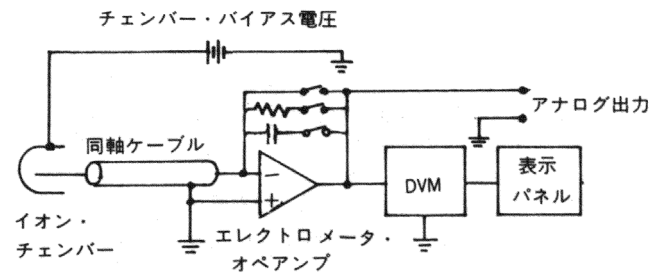 チェンバー・バイアス電圧
アナログ出力
同軸ケーブル
−
+
DVM
表示
パネル
イオン・
チェンバー
エレクトロメータ・
オペアンプ